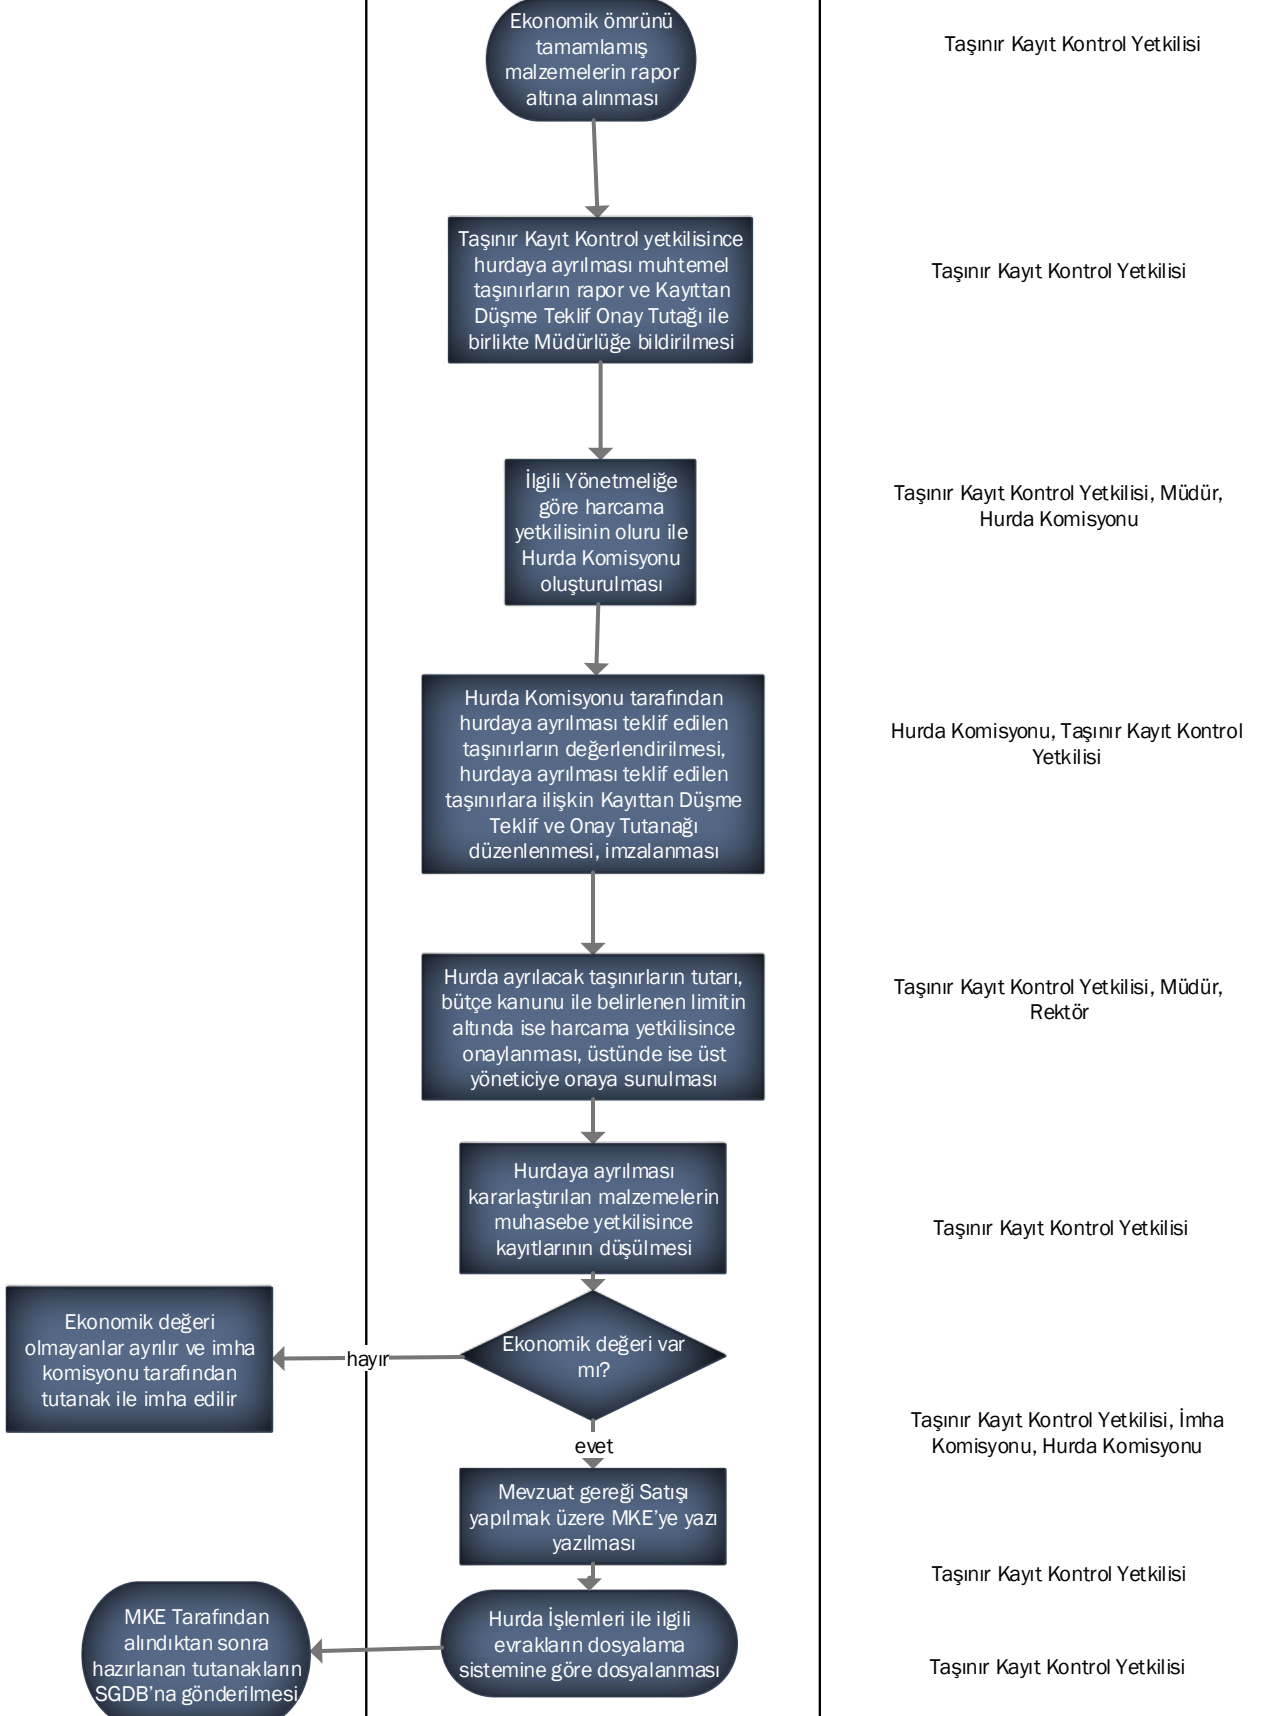 Ekonomik ömrünü
tamamlamış
malzemelerin rapor
altına alınması
Taşınır Kayıt Kontrol Yetkilisi
Taşınır Kayıt Kontrol yetkilisince
hurdaya ayrılması muhtemel
taşınırların rapor ve Kayıttan
Düşme Teklif Onay Tutağı ile
birlikte Müdürlüğe bildirilmesi
Taşınır Kayıt Kontrol Yetkilisi
İlgili Yönetmeliğe
göre harcama
yetkilisinin oluru ile
Hurda Komisyonu
oluşturulması
Taşınır Kayıt Kontrol Yetkilisi, Müdür,
Hurda Komisyonu
Hurda Komisyonu tarafından
hurdaya ayrılması teklif edilen
taşınırların değerlendirilmesi,
hurdaya ayrılması teklif edilen
taşınırlara ilişkin Kayıttan Düşme
Teklif ve Onay Tutanağı
düzenlenmesi, imzalanması
Hurda Komisyonu, Taşınır Kayıt Kontrol
Yetkilisi
Hurda ayrılacak taşınırların tutarı,
bütçe kanunu ile belirlenen limitin
altında ise harcama yetkilisince
onaylanması, üstünde ise üst
yöneticiye onaya sunulması
Taşınır Kayıt Kontrol Yetkilisi, Müdür,
Rektör
Hurdaya ayrılması
kararlaştırılan malzemelerin
muhasebe yetkilisince
kayıtlarının düşülmesi
Taşınır Kayıt Kontrol Yetkilisi
Ekonomik değeri var
mı?
hayır
Ekonomik değeri
olmayanlar ayrılır ve imha
komisyonu tarafından
tutanak ile imha edilir
evet
Taşınır Kayıt Kontrol Yetkilisi, İmha
Komisyonu, Hurda Komisyonu
Mevzuat gereği Satışı
yapılmak üzere MKE'ye yazı
yazılması
Taşınır Kayıt Kontrol Yetkilisi
Hurda İşlemleri ile ilgili
evrakların dosyalama
sistemine göre dosyalanması
Taşınır Kayıt Kontrol Yetkilisi
MKE Tarafından
alındıktan sonra
hazırlanan tutanakların
SGDB'na gönderilmesi